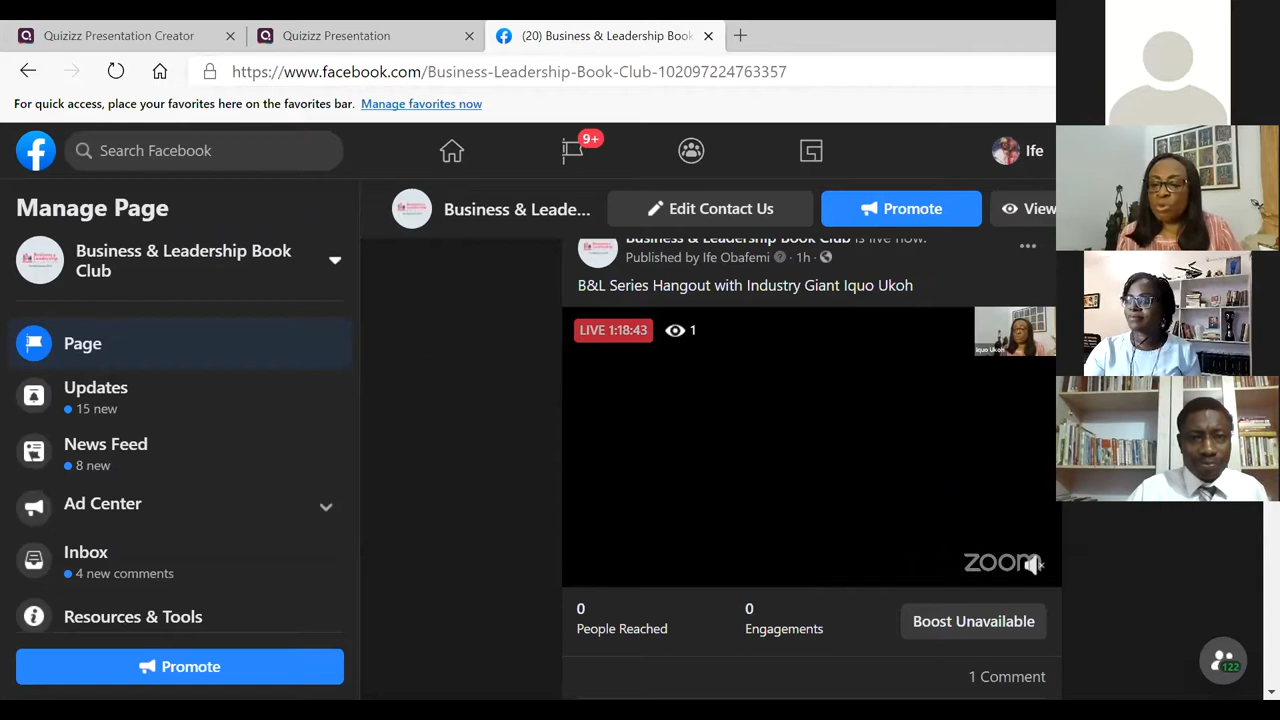 Quizizz Presentation Creator
Quizizz Presentation
(20) Business & Leadership Book
https://www.facebook.com/Business-Leadership-Book-Club-102097224763357
For quick access, place your favorites here on the favorites bar. Manage favorites now
Search Facebook
9+
Ife
Manage Page
Business & Leadership Book
Club
Page
Updates
15 new
News Feed
8 new
Ad Center
Inbox
4 new comments
Resources & Tools
Promote
Business & Leade...
Edit Contact Us
Promote
View
Business & Leadership Book Club is live now.
Published by Ife Obafemi · 1h ·
B&L Series Hangout with Industry Giant Iquo Ukoh
LIVE 1:18:43
1
Iquo Ukoh
zoom
0
People Reached
0
Engagements
Boost Unavailable
1 Comment
122